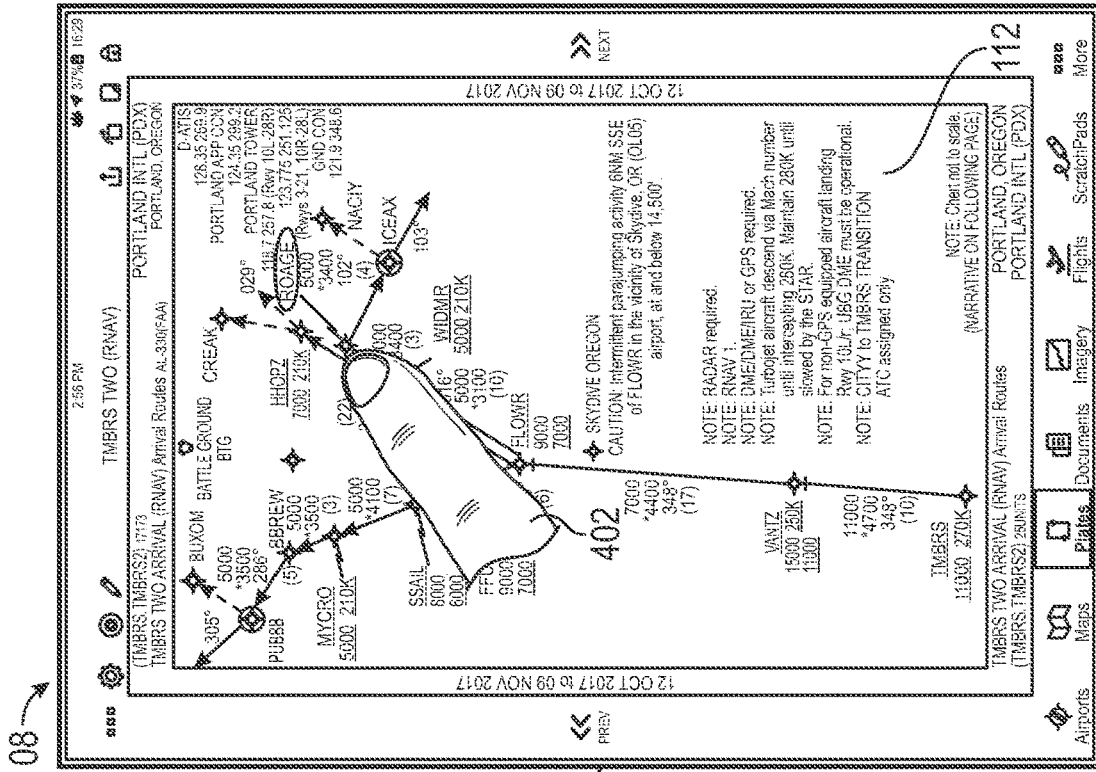 08
2:56 PM
37% 16:29
TMBRS TWO (RNAV)
(TMBRS.TMBRS2) 17173
TMBRS TWO ARRIVAL (RNAV) Arrival Routes AL-330(FAA)
PORTLAND INTL (PDX)
PORTLAND, OREGON
12 OCT 2017 to 09 NOV 2017
12 OCT 2017 to 09 NOV 2017
D-ATIS
128.35 269.9
PORTLAND APP CON
124.35 299.2
PORTLAND TOWER
118.7 257.8 (Rwy 10L-28R)
123.775 251.125
(Rwys 3-21, 10R-28L)
GND CON
121.9 348.6
305°
BUXOM
5000
*3500
286°
(5)
PUBBB
BATTLE GROUND
BTG
CREAK
029°
ROAGE
5000
*3400
102°
(4)
NACIY
ICEAX
103°
HHOPZ
7000 210K
(22)
BBREW
5000
*3500
(3)
MYCRO
5000 210K
5000
*4100
(7)
SSAIL
8000
6000
9000
7000
(6)
(3)
WIDMR
5000 210K
5000
*3100
(10)
FLOWR
9000
7000
402
SKYDIVE OREGON
CAUTION: Intermittent parajumping activity 6NM SSE
of FLOWR in the vicinity of Skydive, OR (OL05)
airport, at and below 14,500'.
7000
*4400
348°
(17)
VANTZ
15000 250K
11000
11000
*4700
348°
(10)
TMBRS
11000 270K
NOTE: RADAR required.
NOTE: RNAV 1.
NOTE: DME/DME/IRU or GPS required.
NOTE: Turbojet aircraft descend via Mach number
until intercepting 280K. Maintain 280K until
slowed by the STAR.
NOTE: For non-GPS equipped aircraft landing
Rwy 10L/r, UBG DME must be operational.
NOTE: CITYY to TMBRS TRANSITION
ATC assigned only.
112
NOTE: Chart not to scale.
(NARRATIVE ON FOLLOWING PAGE)
TMBRS TWO ARRIVAL (RNAV) Arrival Routes
(TMBRS.TMBRS2)
PORTLAND, OREGON
PORTLAND INTL (PDX)
PREV
NEXT
Airports
Maps
Plates
Documents
Imagery
Flights
ScratchPads
More